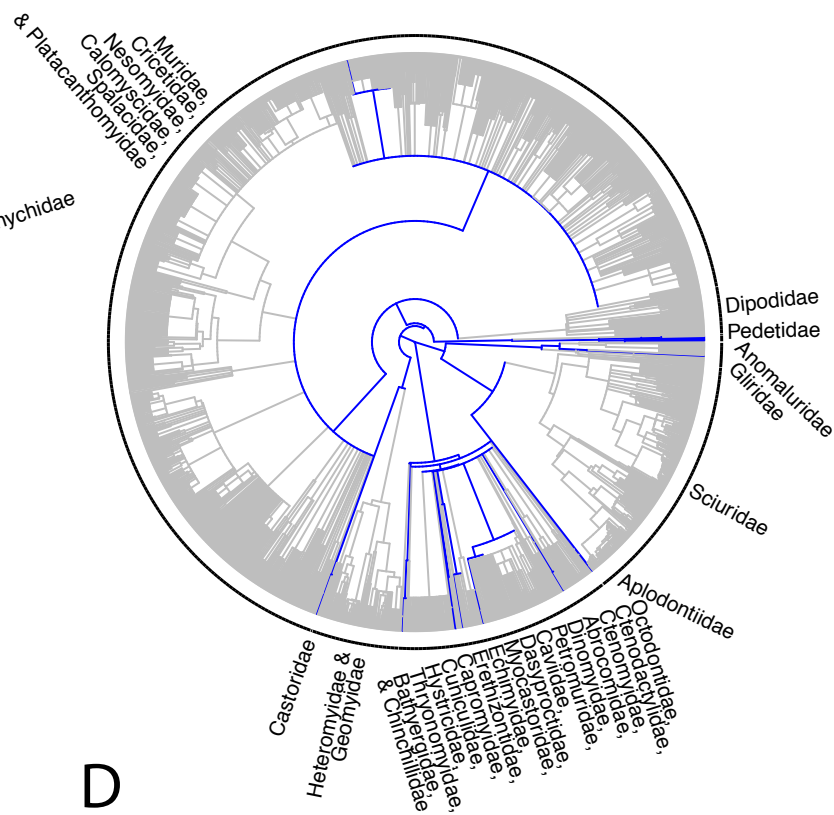 Muridae,
Cricetidae,
Nesomyidae,
Calomyscidae,
Spalacidae,
& Platacanthomyidae
nychidae
Dipodidae
Pedetidae
Anomaluridae
Gliridae
Sciuridae
Aplodontiidae
Octodontidae,
Ctenodactylidae,
Ctenomyidae,
Abrocomidae,
Dinomyidae,
Petromuridae,
Caviidae,
Dasyproctidae,
Myocastoridae,
Echimyidae,
Erethizontidae,
Capromyidae,
Cuniculidae,
Hystricidae,
Thryonomyidae,
Bathyergidae,
& Chinchillidae
Heteromyidae &
Geomyidae
Castoridae
D